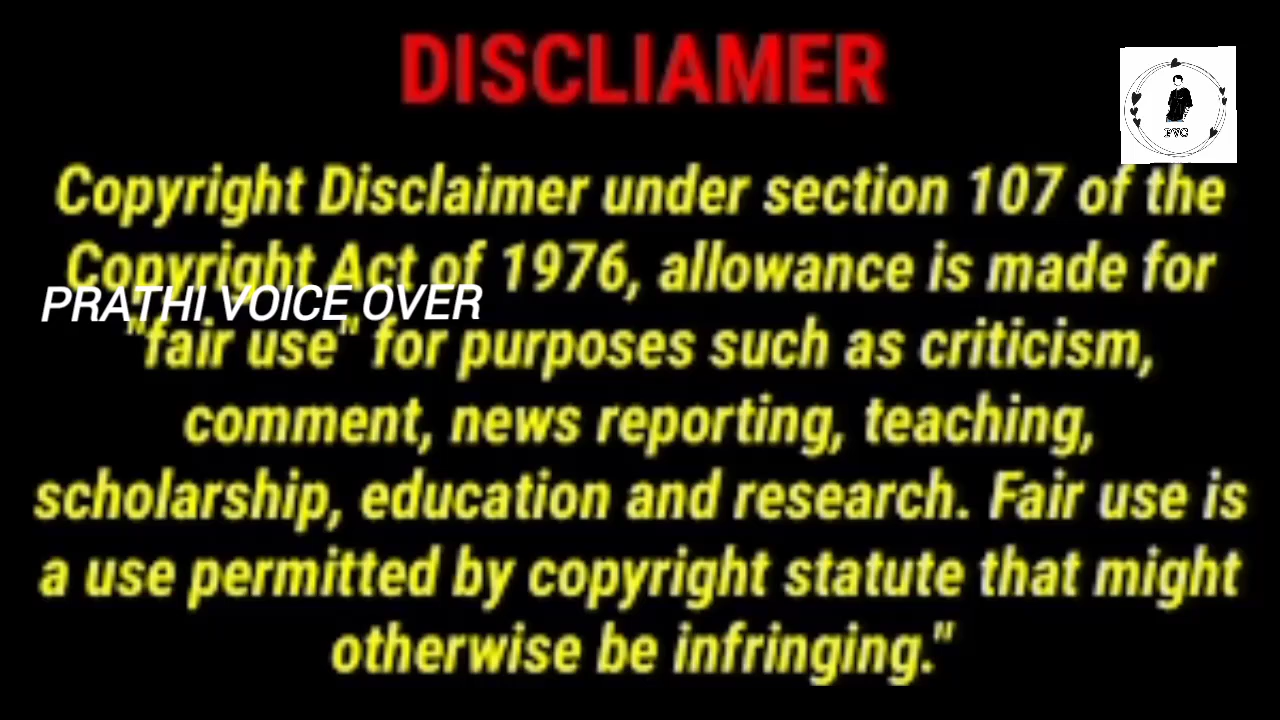 DISCLIAMER
Copyright Disclaimer under section 107 of the
Copyright Act of 1976, allowance is made for
PRATHI VOICE OVER
"fair use" for purposes such as criticism,
comment, news reporting, teaching,
scholarship, education and research. Fair use is
a use permitted by copyright statute that might
otherwise be infringing."
PVC